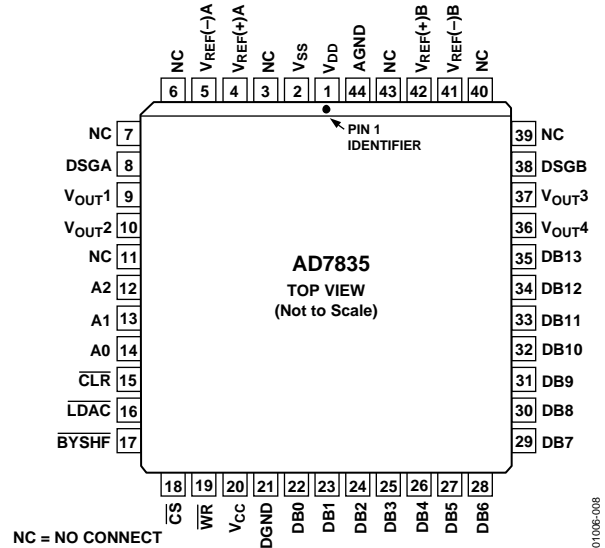 NC
VREF(–)A
VREF(+)A
NC
VSS
VDD
AGND
NC
VREF(+)B
VREF(–)B
NC
6 5 4 3 2 1 44 43 42 41 40
PIN 1
IDENTIFIER
NC 7
DSGA 8
VOUT1 9
VOUT2 10
NC 11
A2 12
A1 13
A0 14
CLR 15
LDAC 16
BYSHF 17
AD7835
TOP VIEW
(Not to Scale)
39 NC
38 DSGB
37 VOUT3
36 VOUT4
35 DB13
34 DB12
33 DB11
32 DB10
31 DB9
30 DB8
29 DB7
18 19 20 21 22 23 24 25 26 27 28
CS
WR
VCC
DGND
DB0
DB1
DB2
DB3
DB4
DB5
DB6
NC = NO CONNECT
01006-008